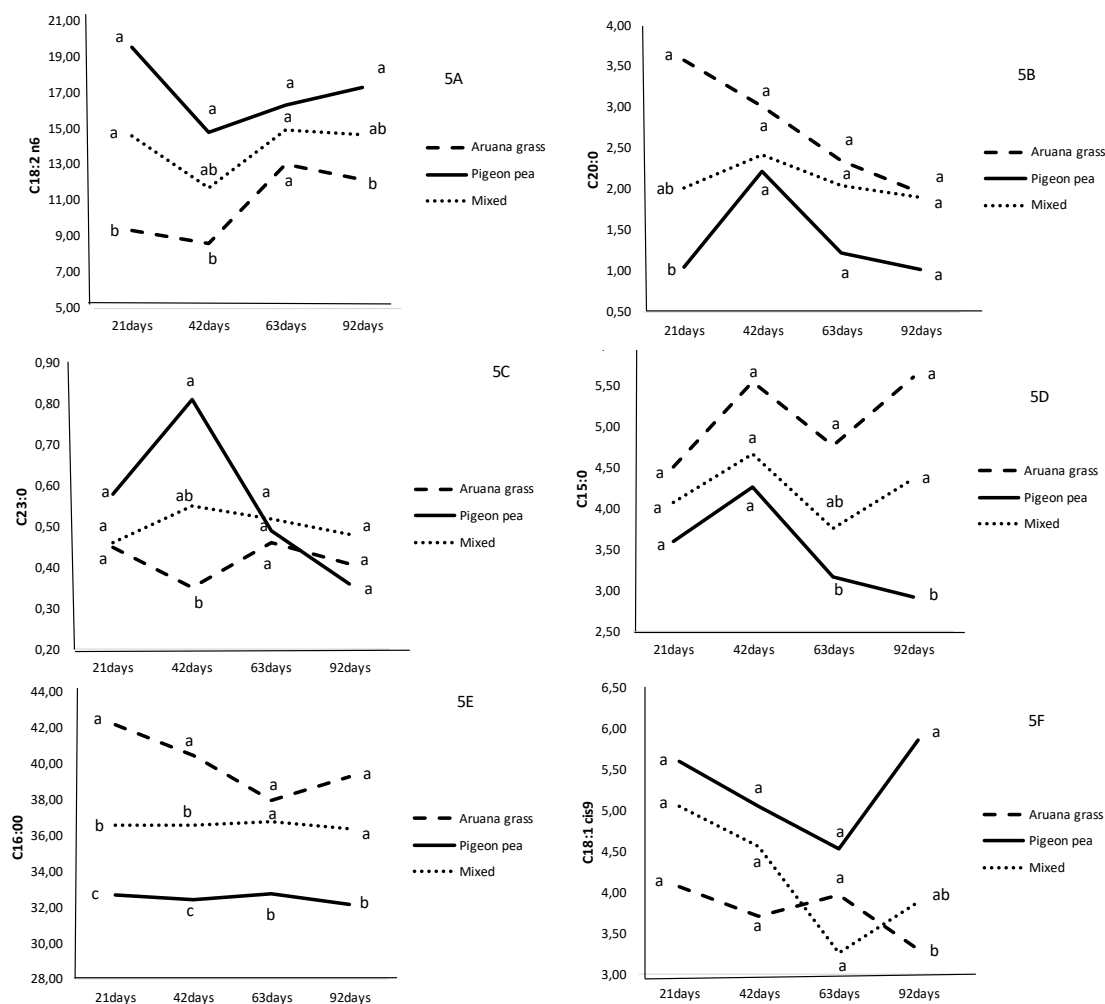 21,00
19,00
17,00
15,00
13,00
11,00
9,00
7,00
5,00
C18:2 n6
5A
a
a
a
a
a
ab
a
ab
b
b
a
b
Aruana grass
Pigeon pea
Mixed
21days 42days 63days 92days
4,00
3,50
3,00
2,50
2,00
1,50
1,00
0,50
C20:0
5B
a
a
a
a
a
ab
a
a
a
b
a
a
Aruana grass
Pigeon pea
Mixed
21days 42days 63days 92days
0,90
0,80
0,70
0,60
0,50
0,40
0,30
0,20
C23:0
5C
a
a
ab
a
a
a
a
a
a
a
b
a
Aruana grass
Pigeon pea
Mixed
21days 42days 63days 92days
5,50
5,00
4,50
4,00
3,50
3,00
2,50
C15:0
5D
a
a
a
a
a
a
ab
a
a
a
b
b
Aruana grass
Pigeon pea
Mixed
21days 42days 63days 92days
44,00
42,00
40,00
38,00
36,00
34,00
32,00
30,00
28,00
C16:00
5E
a
a
a
a
b
b
a
a
c
c
b
b
Aruana grass
Pigeon pea
Mixed
21days 42days 63days 92days
6,50
6,00
5,50
5,00
4,50
4,00
3,50
3,00
C18:1 cis9
5F
a
a
a
a
a
a
a
ab
a
a
a
b
Aruana grass
Pigeon pea
Mixed
21days 42days 63days 92days